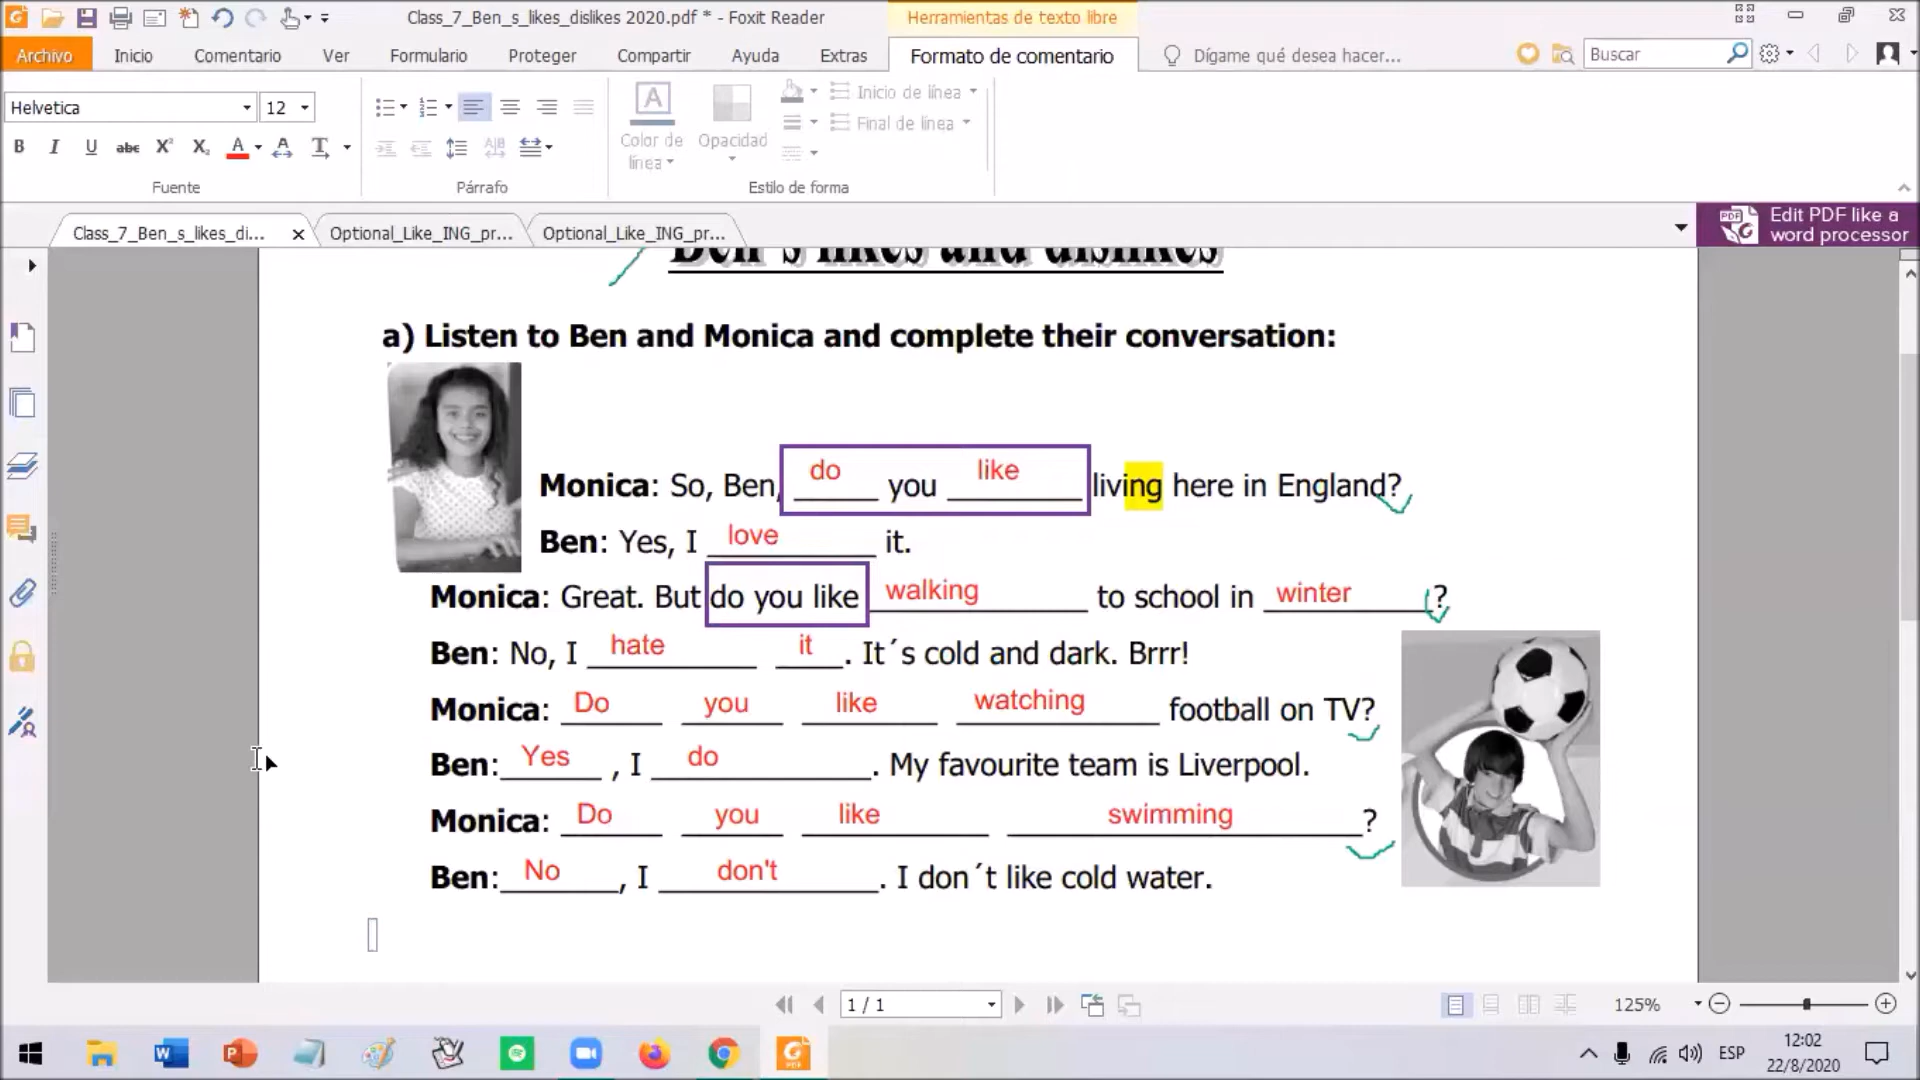 Class_7_Ben_s_likes_dislikes 2020.pdf * - Foxit Reader
Herramientas de texto libre
Archivo Inicio Comentario Ver Formulario Proteger Compartir Ayuda Extras Formato de comentario Dígame qué desea hacer... Buscar
Helvetica 12
Inicio de línea
Final de línea
Color de línea
Opacidad
Fuente Párrafo Estilo de forma
Class_7_Ben_s_likes_di... Optional_Like_ING_pr... Optional_Like_ING_pr...
Edit PDF like a
word processor
Ben's likes and dislikes
a) Listen to Ben and Monica and complete their conversation:
Monica: So, Ben, do you like living here in England?
Ben: Yes, I love it.
Monica: Great. But do you like walking to school in winter?
Ben: No, I hate it. It´s cold and dark. Brrr!
Monica: Do you like watching football on TV?
Ben: Yes, I do. My favourite team is Liverpool.
Monica: Do you like swimming?
Ben: No, I don't. I don´t like cold water.
1 / 1
125%
ESP
12:02
22/8/2020